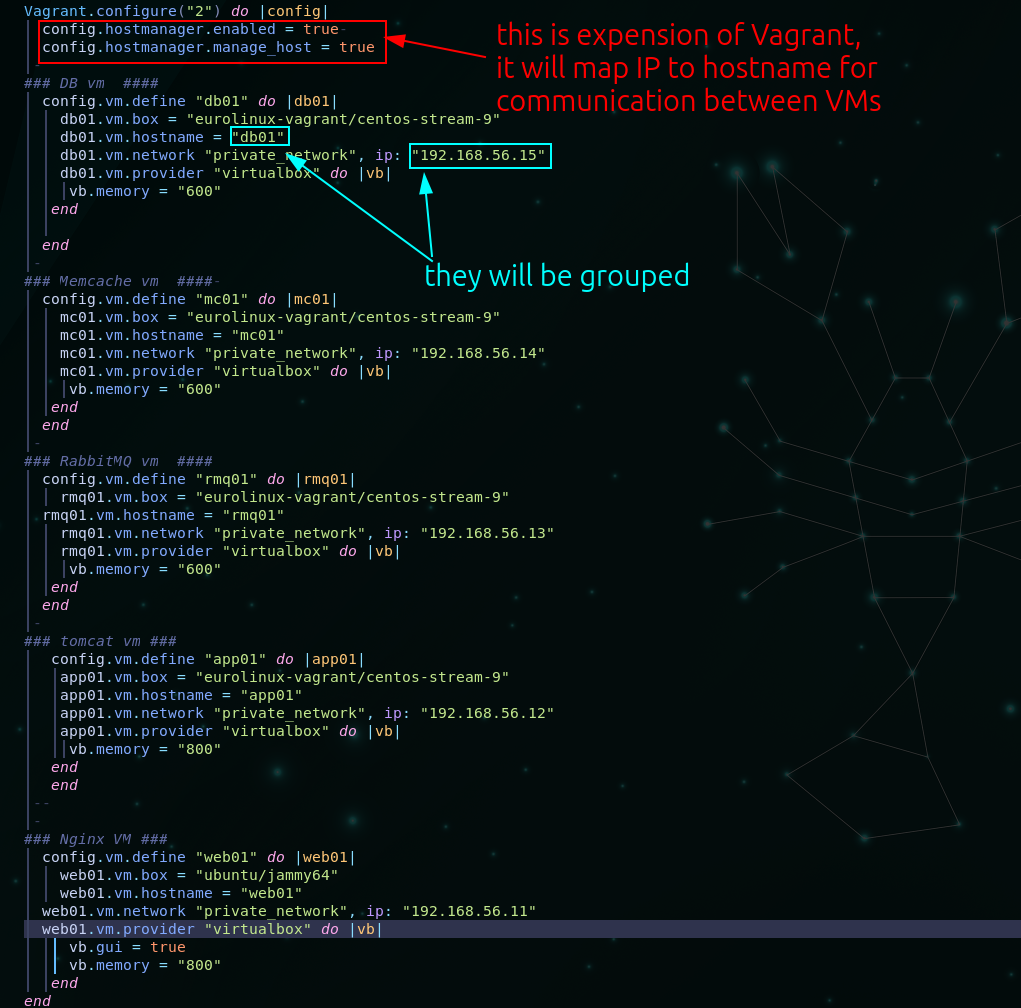 Vagrant.configure("2") do |config|
config.hostmanager.enabled = true-
config.hostmanager.manage_host = true
this is expension of Vagrant,
it will map IP to hostname for
communication between VMs
-
### DB vm  ####
config.vm.define "db01" do |db01|
db01.vm.box = "eurolinux-vagrant/centos-stream-9"
db01.vm.hostname = "db01"
db01.vm.network "private_network", ip: "192.168.56.15"
db01.vm.provider "virtualbox" do |vb|
vb.memory = "600"
end
end
they will be grouped
-
### Memcache vm  ####-
config.vm.define "mc01" do |mc01|
mc01.vm.box = "eurolinux-vagrant/centos-stream-9"
mc01.vm.hostname = "mc01"
mc01.vm.network "private_network", ip: "192.168.56.14"
mc01.vm.provider "virtualbox" do |vb|
vb.memory = "600"
end
end
-
### RabbitMQ vm  ####
config.vm.define "rmq01" do |rmq01|
rmq01.vm.box = "eurolinux-vagrant/centos-stream-9"
rmq01.vm.hostname = "rmq01"
rmq01.vm.network "private_network", ip: "192.168.56.13"
rmq01.vm.provider "virtualbox" do |vb|
vb.memory = "600"
end
end
-
### tomcat vm ###
config.vm.define "app01" do |app01|
app01.vm.box = "eurolinux-vagrant/centos-stream-9"
app01.vm.hostname = "app01"
app01.vm.network "private_network", ip: "192.168.56.12"
app01.vm.provider "virtualbox" do |vb|
vb.memory = "800"
end
end
--
-
### Nginx VM ###
config.vm.define "web01" do |web01|
web01.vm.box = "ubuntu/jammy64"
web01.vm.hostname = "web01"
web01.vm.network "private_network", ip: "192.168.56.11"
web01.vm.provider "virtualbox" do |vb|
vb.gui = true
vb.memory = "800"
end
end